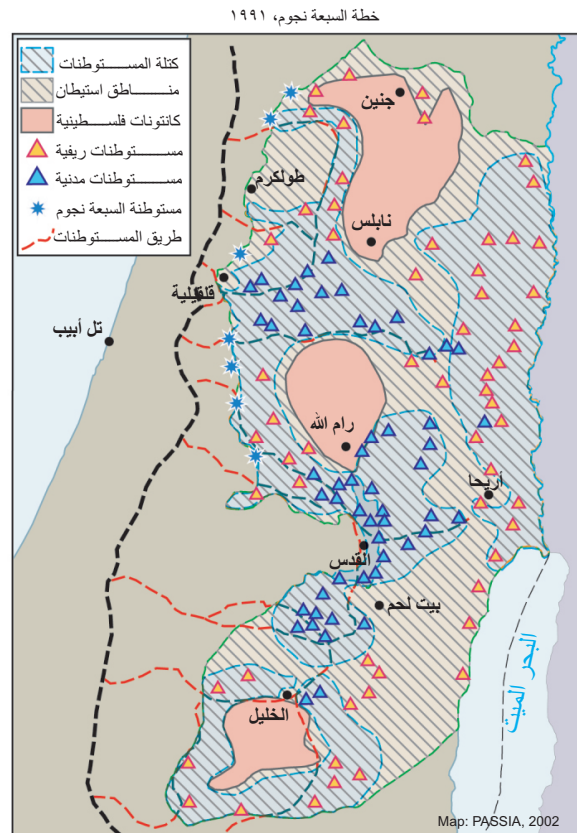 خطة السبعة نجوم، ١٩٩١
كتلة المستوطنات
مناطق استيطان
كانتونات فلسطينية
مستوطنات ريفية
مستوطنات مدنية
مستوطنة السبعة نجوم
طريق المستوطنات
جنين
طولكرم
نابلس
قلقيلية
تل أبيب
رام الله
أريحا
القدس
بيت لحم
البحر الميت
الخليل
Map: PASSIA, 2002